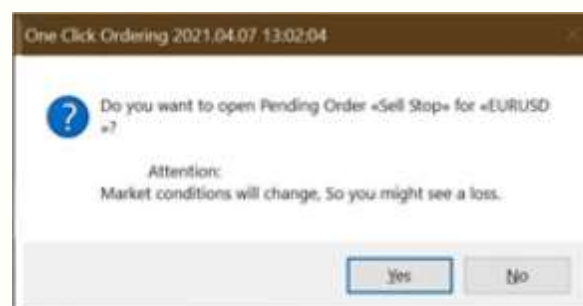 One Click Ordering 2021.04.07 13:02:04
Do you want to open Pending Order «Sell Stop» for «EURUSD
»?
Attention:
Market conditions will change, So you might see a loss.
Yes
No